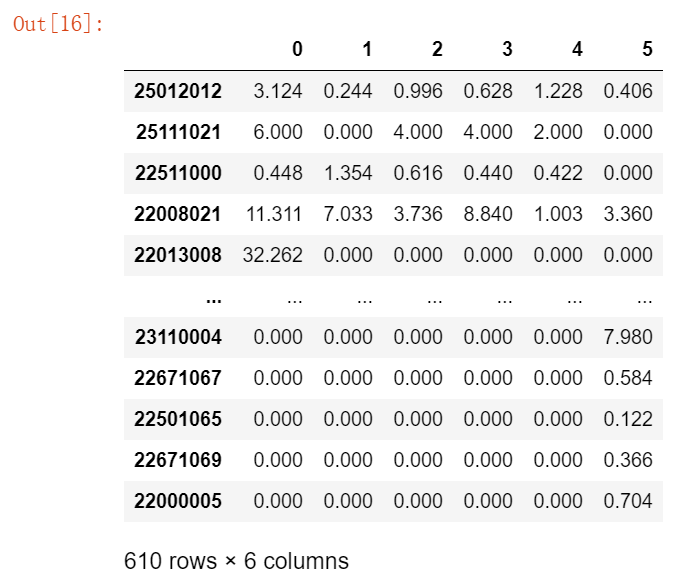 Out[16]:
0 1 2 3 4 5
25012012 3.124 0.244 0.996 0.628 1.228 0.406
25111021 6.000 0.000 4.000 4.000 2.000 0.000
22511000 0.448 1.354 0.616 0.440 0.422 0.000
22008021 11.311 7.033 3.736 8.840 1.003 3.360
22013008 32.262 0.000 0.000 0.000 0.000 0.000
... ... ... ... ... ... ...
23110004 0.000 0.000 0.000 0.000 0.000 7.980
22671067 0.000 0.000 0.000 0.000 0.000 0.584
22501065 0.000 0.000 0.000 0.000 0.000 0.122
22671069 0.000 0.000 0.000 0.000 0.000 0.366
22000005 0.000 0.000 0.000 0.000 0.000 0.704
610 rows × 6 columns